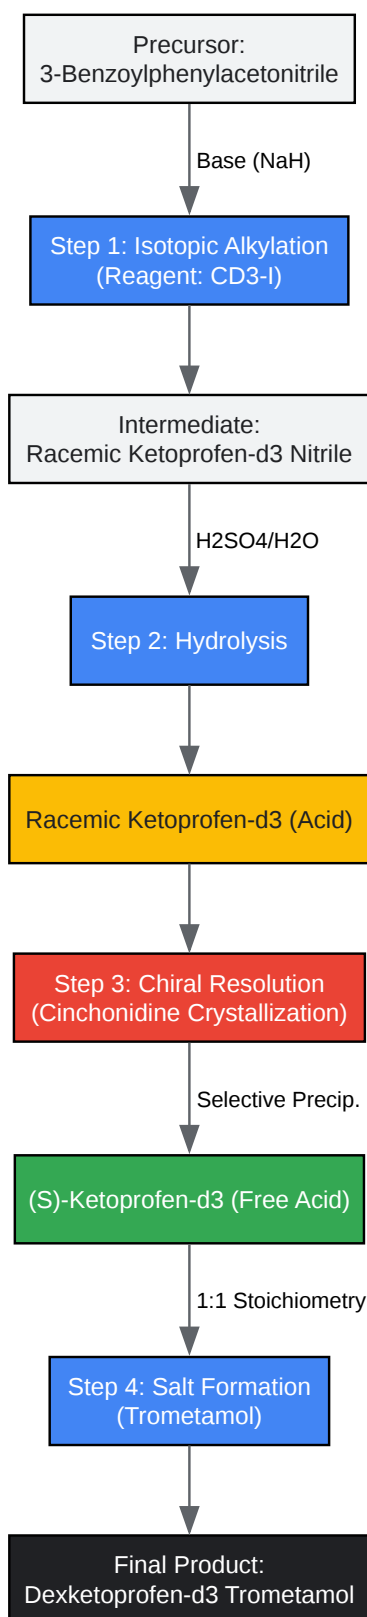 Precursor:
3-Benzoylphenylacetonitrile
Base (NaH)
Step 1: Isotopic Alkylation
(Reagent: CD3-I)
Intermediate:
Racemic Ketoprofen-d3 Nitrile
H2SO4/H2O
Step 2: Hydrolysis
Racemic Ketoprofen-d3 (Acid)
Step 3: Chiral Resolution
(Cinchonidine Crystallization)
Selective Precip.
(S)-Ketoprofen-d3 (Free Acid)
1:1 Stoichiometry
Step 4: Salt Formation
(Trometamol)
Final Product:
Dexketoprofen-d3 Trometamol